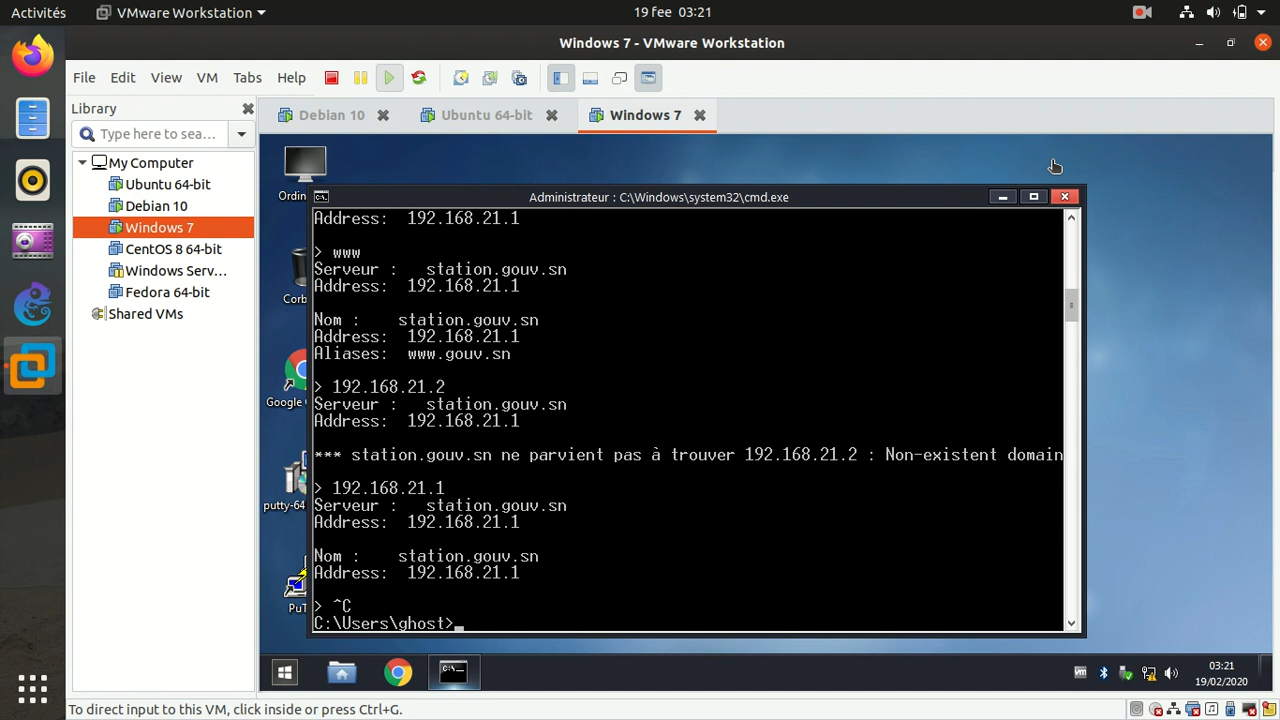 Activités
VMware Workstation
19 fee 03:21
Windows 7 - VMware Workstation
File Edit View VM Tabs Help
Library
Type here to sea...
My Computer
Ubuntu 64-bit
Debian 10
Windows 7
CentOS 8 64-bit
Windows Serv...
Fedora 64-bit
Shared VMs
Debian 10
Ubuntu 64-bit
Windows 7
Ordin
Corb
Google
putty-64
PuT
Administrateur : C:\Windows\system32\cmd.exe
Address: 192.168.21.1
> www
Serveur : station.gouv.sn
Address: 192.168.21.1
Nom : station.gouv.sn
Address: 192.168.21.1
Aliases: www.gouv.sn
> 192.168.21.2
Serveur : station.gouv.sn
Address: 192.168.21.1
*** station.gouv.sn ne parvient pas à trouver 192.168.21.2 : Non-existent domain
> 192.168.21.1
Serveur : station.gouv.sn
Address: 192.168.21.1
Nom : station.gouv.sn
Address: 192.168.21.1
> ^C
C:\Users\ghost>_
03:21
19/02/2020
To direct input to this VM, click inside or press Ctrl+G.